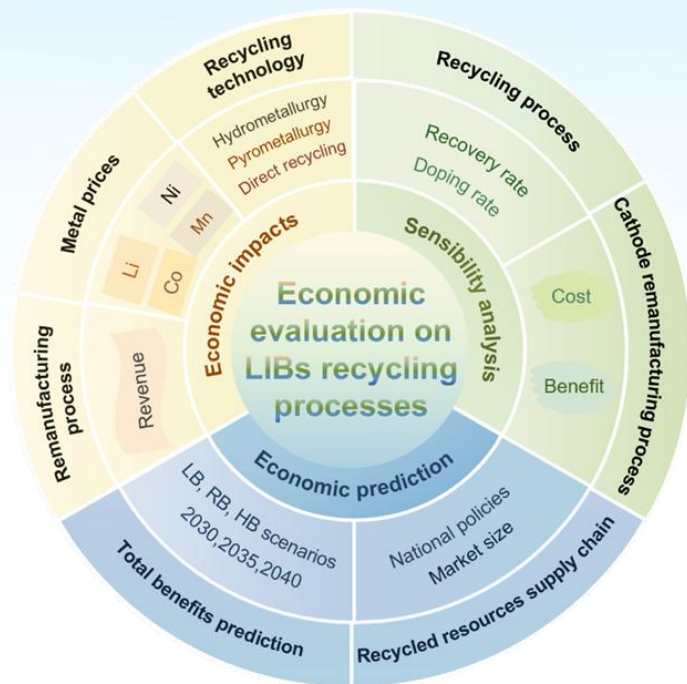 Economic
evaluation on
LIBs recycling
processes
Economic impacts
Recycling
technology
Hydrometallurgy
Pyrometallurgy
Direct recycling
Metal prices
Ni
Mn
Li
Co
Remanufacturing
process
Revenue
Sensibility analysis
Recycling process
Recovery rate
Doping rate
Cathode remanufacturing process
Cost
Benefit
Economic prediction
LB, RB, HB scenarios
2030,2035,2040
Total benefits prediction
National policies
Market size
Recycled resources supply chain